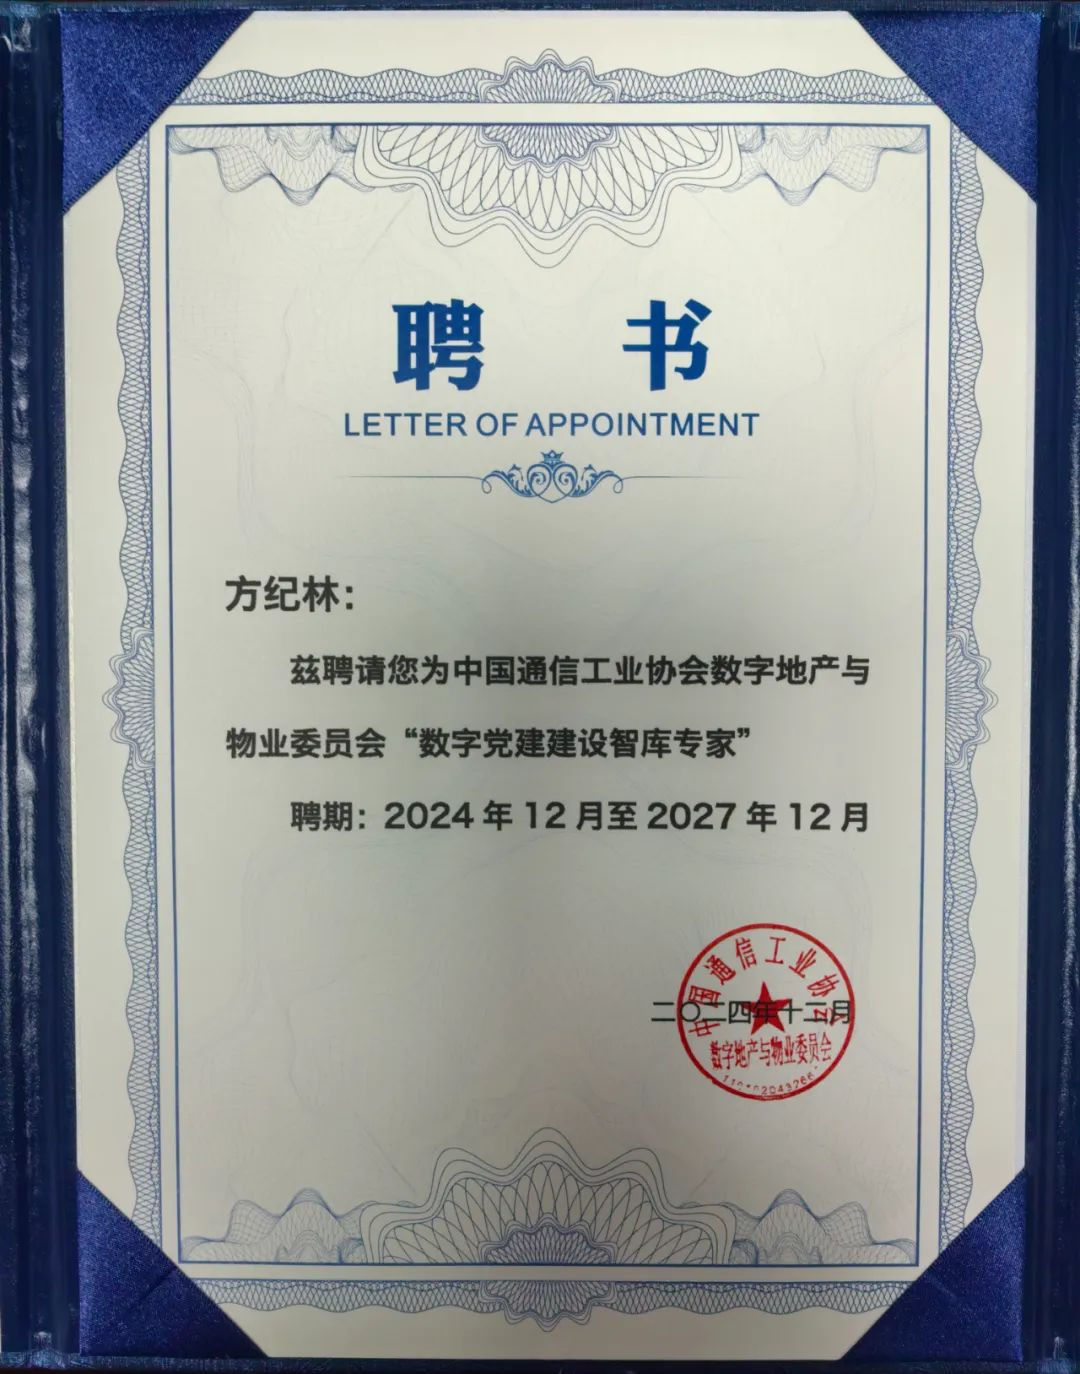 聘 书
LETTER OF APPOINTMENT
方纪林：
兹聘请您为中国通信工业协会数字地产与
物业委员会“数字党建建设智库专家”
聘期：2024 年 12 月至 2027 年 12 月
中国通信工业协会
二〇二四年十二月
数字地产与物业委员会